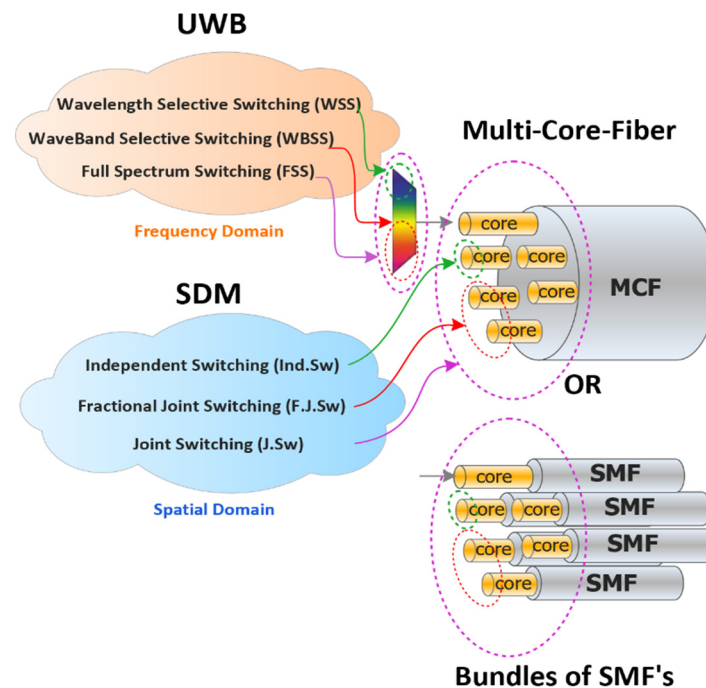 UWB
Wavelength Selective Switching (WSS)
WaveBand Selective Switching (WBSS)
Full Spectrum Switching (FSS)
Frequency Domain
SDM
Independent Switching (Ind.Sw)
Fractional Joint Switching (F.J.Sw)
Joint Switching (J.Sw)
Spatial Domain
Multi-Core-Fiber
core
core
core
core
core
core
MCF
OR
core
SMF
core
core
SMF
core
core
SMF
core
SMF
Bundles of SMF's